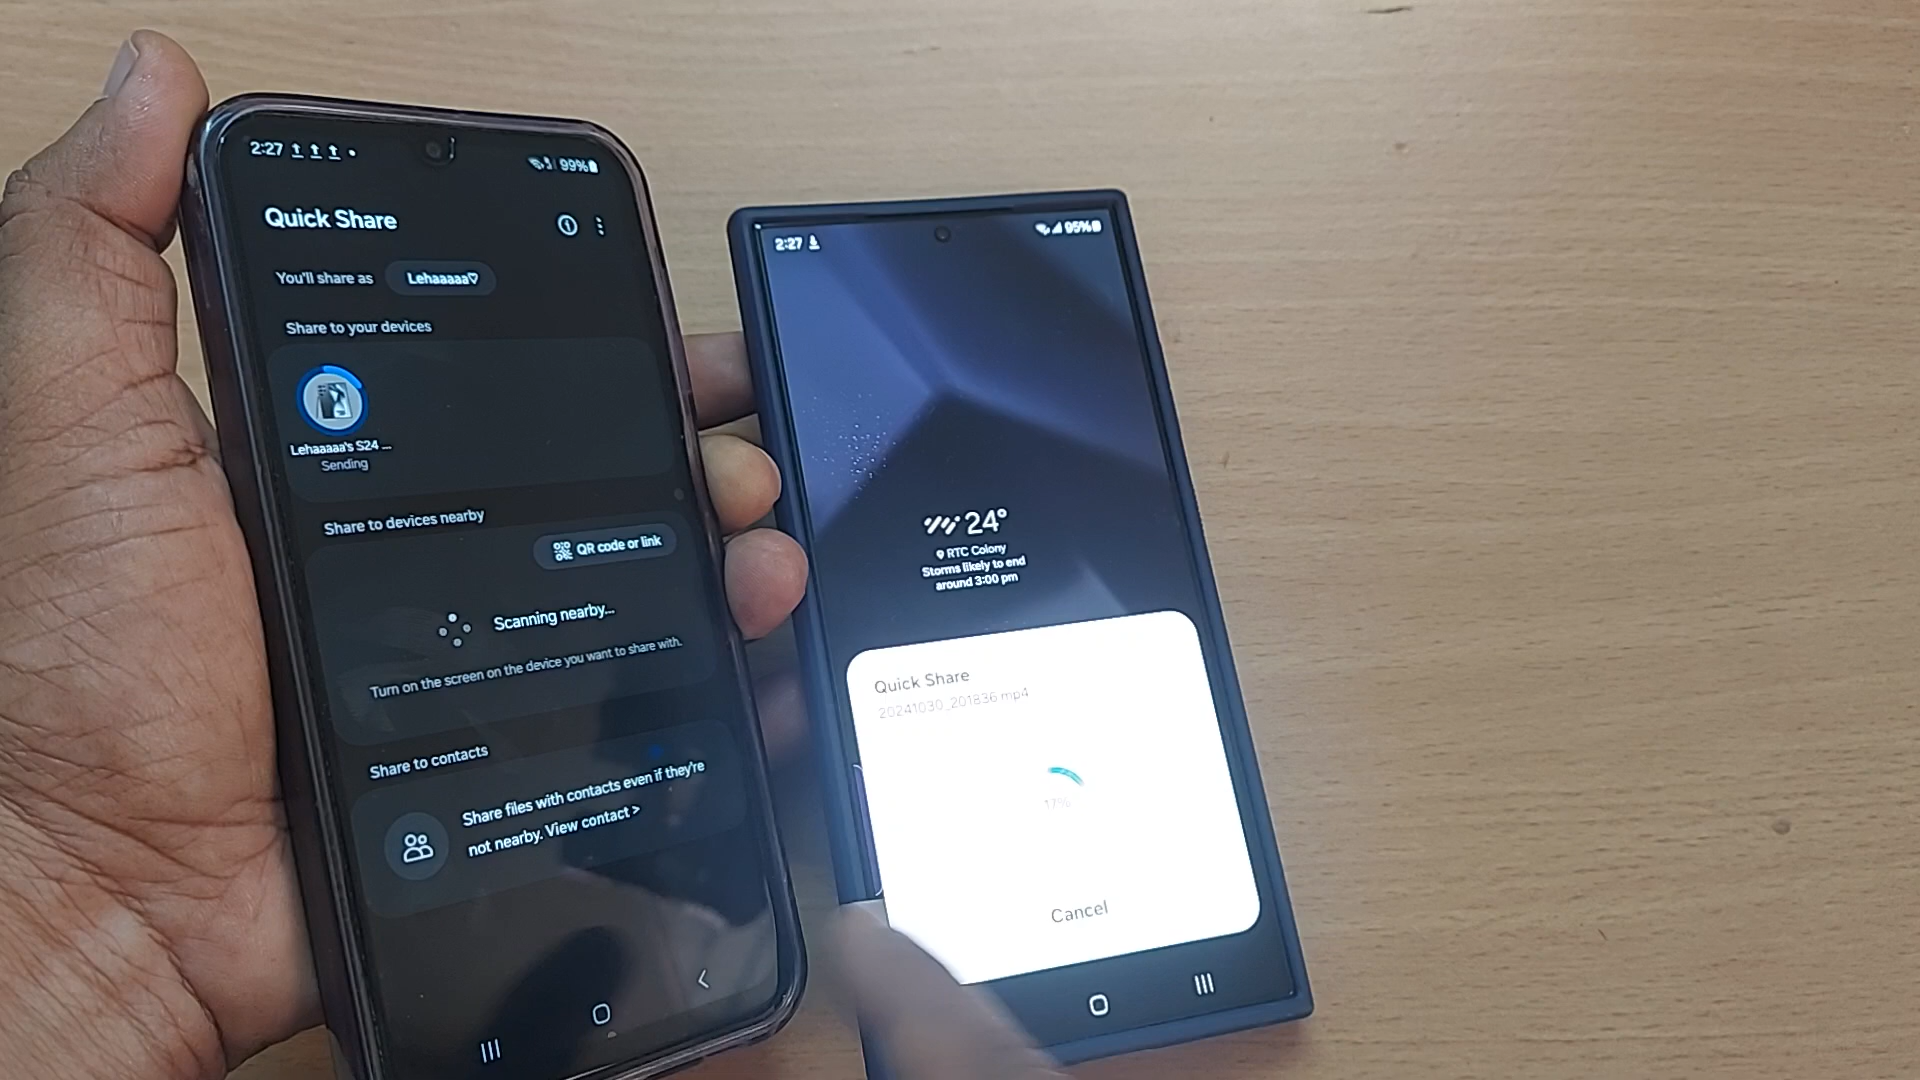 2:27
99%
Quick Share
You'll share as Lehaaaaa♡
Share to your devices
Lehaaaaa's S24 ...
Sending
Share to devices nearby
QR code or link
Scanning nearby...
Turn on the screen on the device you want to share with.
Share to contacts
Share files with contacts even if they're
not nearby. View contact >
2:27
95%
24°
RTC Colony
Storms likely to end
around 3:00 pm
Quick Share
20241030_201836.mp4
17%
Cancel